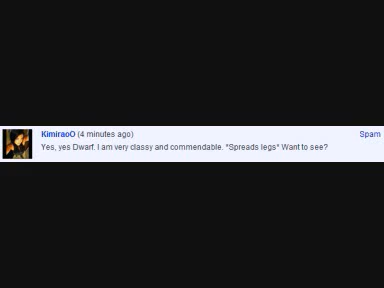 KimiraoO (4 minutes ago) Spam
Yes, yes Dwarf. I am very classy and commendable. *Spreads legs* Want to see?